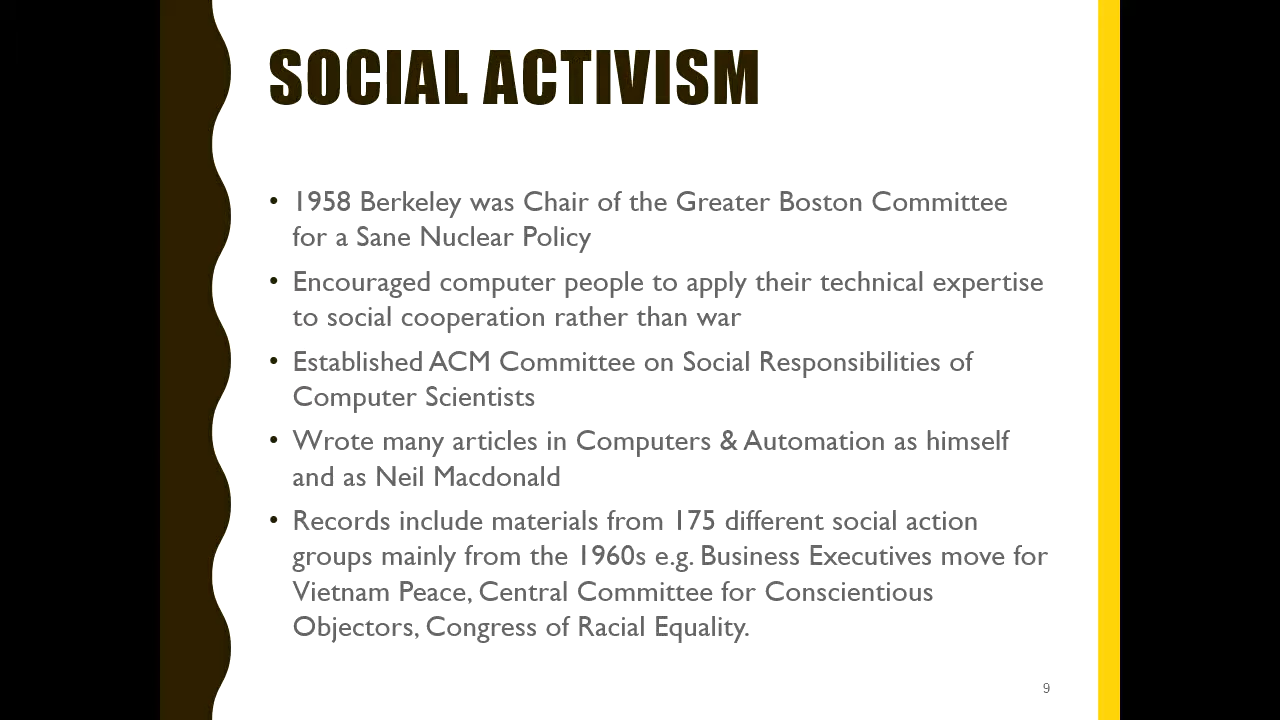 SOCIAL ACTIVISM
• 1958 Berkeley was Chair of the Greater Boston Committee
for a Sane Nuclear Policy
• Encouraged computer people to apply their technical expertise
to social cooperation rather than war
• Established ACM Committee on Social Responsibilities of
Computer Scientists
• Wrote many articles in Computers & Automation as himself
and as Neil Macdonald
• Records include materials from 175 different social action
groups mainly from the 1960s e.g. Business Executives move for
Vietnam Peace, Central Committee for Conscientious
Objectors, Congress of Racial Equality.
9